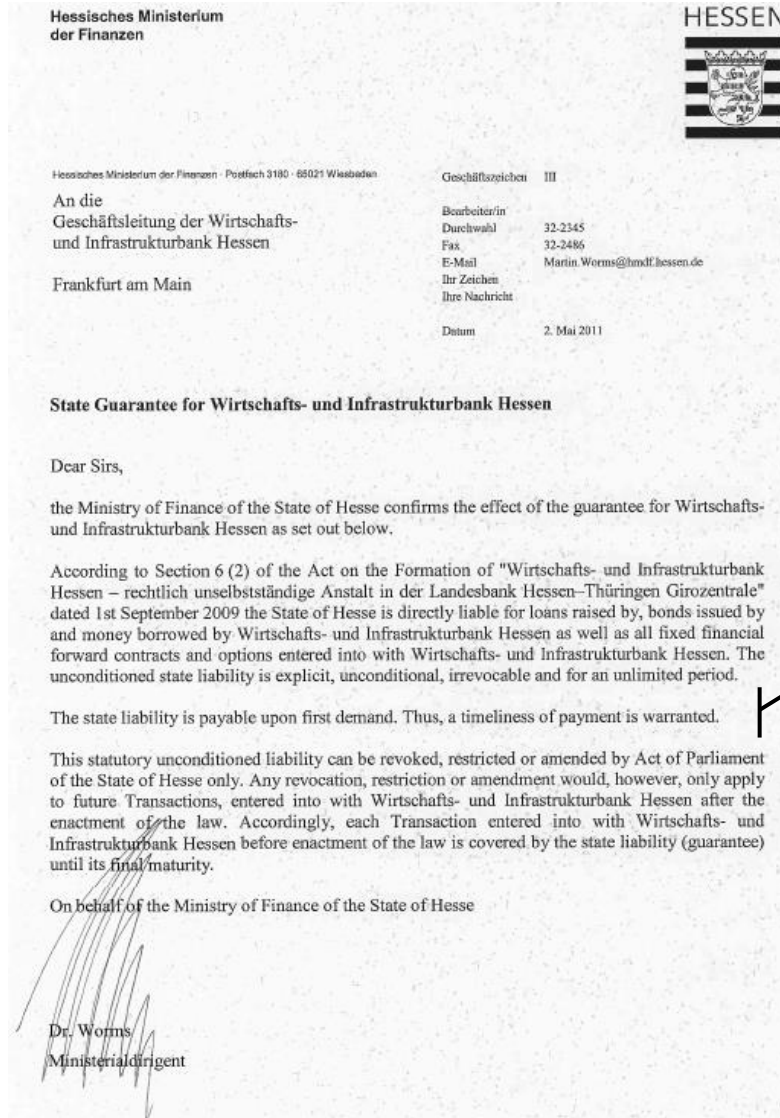 Hessisches Ministerium
der Finanzen
HESSEN
Hessisches Ministerium der Finanzen · Postfach 3180 · 65021 Wiesbaden
An die
Geschäftsleitung der Wirtschafts-
und Infrastrukturbank Hessen
Frankfurt am Main
Geschäftszeichen III
Bearbeiter/in
Durchwahl 32-2345
Fax 32-2486
E-Mail Martin.Worms@hmdf.hessen.de
Ihr Zeichen
Ihre Nachricht
Datum 2. Mai 2011
State Guarantee for Wirtschafts- und Infrastrukturbank Hessen
Dear Sirs,
the Ministry of Finance of the State of Hesse confirms the effect of the guarantee for Wirtschafts-
und Infrastrukturbank Hessen as set out below.
According to Section 6 (2) of the Act on the Formation of "Wirtschafts- und Infrastrukturbank
Hessen – rechtlich unselbstständige Anstalt in der Landesbank Hessen–Thüringen Girozentrale"
dated 1st September 2009 the State of Hesse is directly liable for loans raised by, bonds issued by
and money borrowed by Wirtschafts- und Infrastrukturbank Hessen as well as all fixed financial
forward contracts and options entered into with Wirtschafts- und Infrastrukturbank Hessen. The
unconditioned state liability is explicit, unconditional, irrevocable and for an unlimited period.
The state liability is payable upon first demand. Thus, a timeliness of payment is warranted.
This statutory unconditioned liability can be revoked, restricted or amended by Act of Parliament
of the State of Hesse only. Any revocation, restriction or amendment would, however, only apply
to future Transactions, entered into with Wirtschafts- und Infrastrukturbank Hessen after the
enactment of the law. Accordingly, each Transaction entered into with Wirtschafts- und
Infrastrukturbank Hessen before enactment of the law is covered by the state liability (guarantee)
until its final maturity.
On behalf of the Ministry of Finance of the State of Hesse
Dr. Worms
Ministerialdirigent